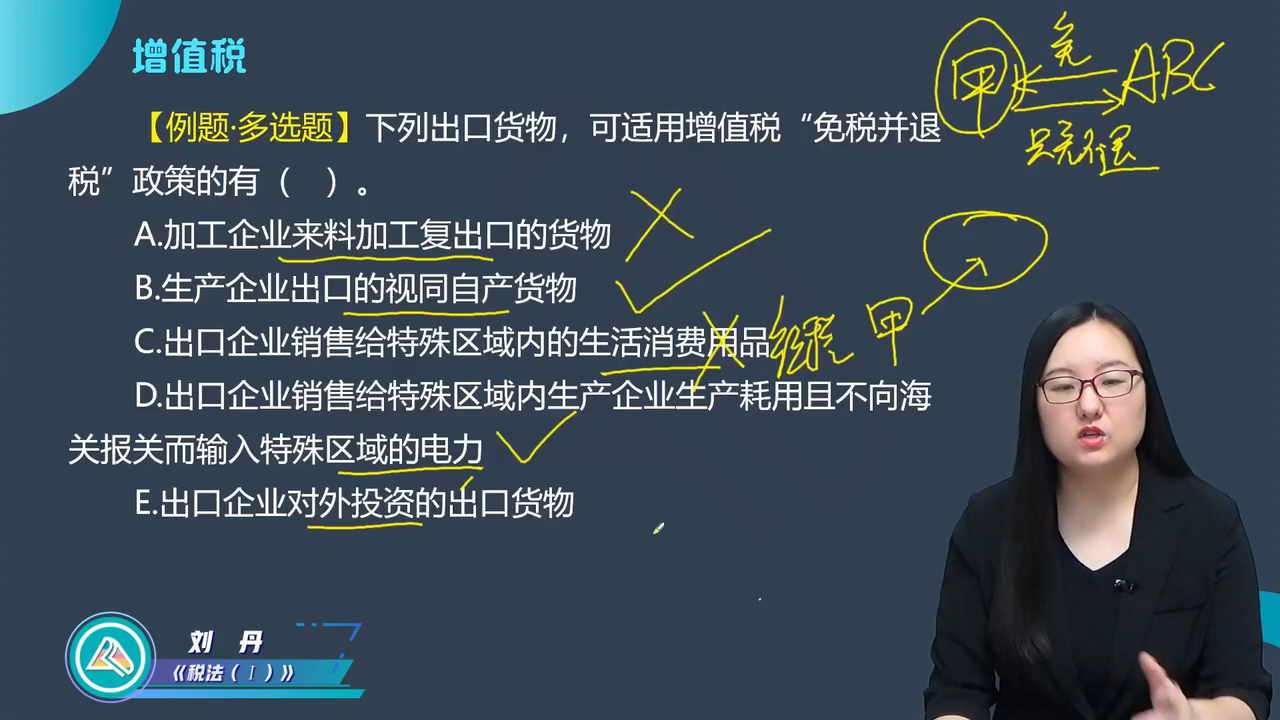 增值税
【例题·多选题】下列出口货物，可适用增值税“免税并退
税”政策的有（ ）。
A.加工企业来料加工复出口的货物
B.生产企业出口的视同自产货物
C.出口企业销售给特殊区域内的生活消费用品
D.出口企业销售给特殊区域内生产企业生产耗用且不向海
关报关而输入特殊区域的电力
E.出口企业对外投资的出口货物
甲 免 ABC
只免不退
甲
刘 丹
《税法（Ⅰ）》